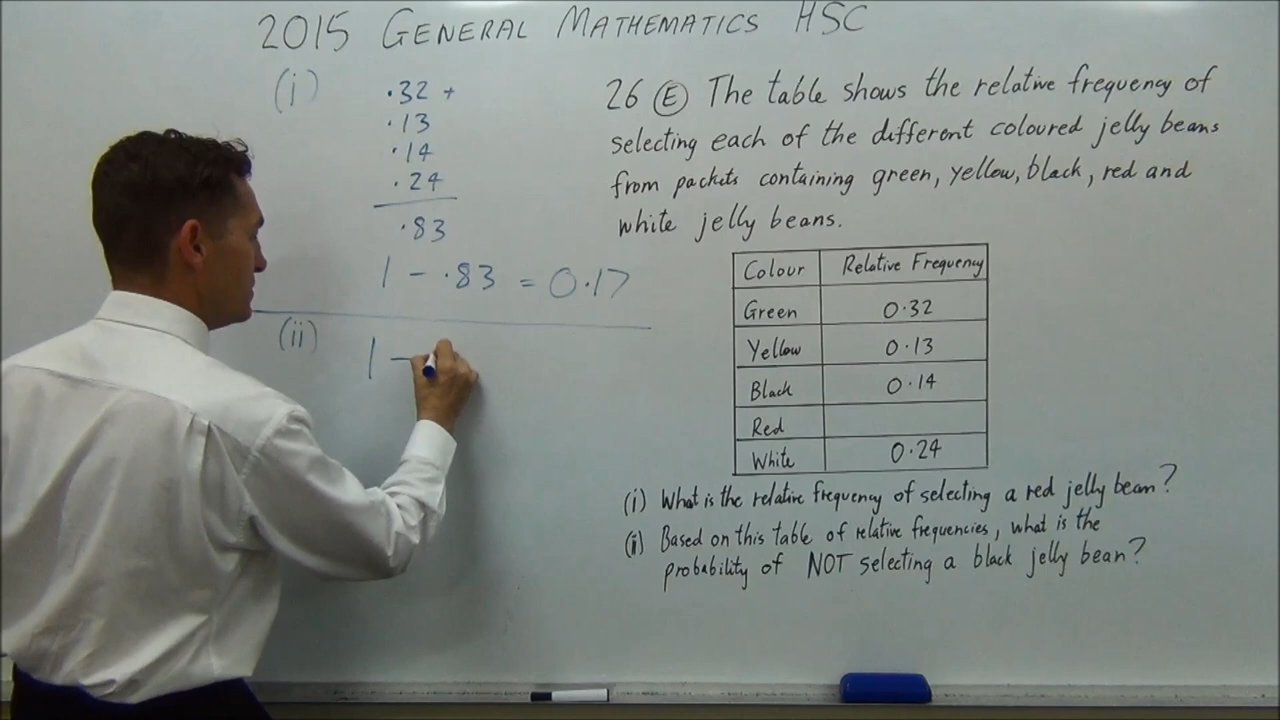 2015 GENERAL MATHEMATICS HSC
(i)
.32 +
.13
.14
.24
.83
1 - .83 = 0.17
(ii)
1 -
26 (E) The table shows the relative frequency of
selecting each of the different coloured jelly beans
from packets containing green, yellow, black, red and
white jelly beans.
Colour Relative Frequency
Green 0.32
Yellow 0.13
Black 0.14
Red
White 0.24
(i) What is the relative frequency of selecting a red jelly bean?
(ii) Based on this table of relative frequencies, what is the
probability of NOT selecting a black jelly bean?